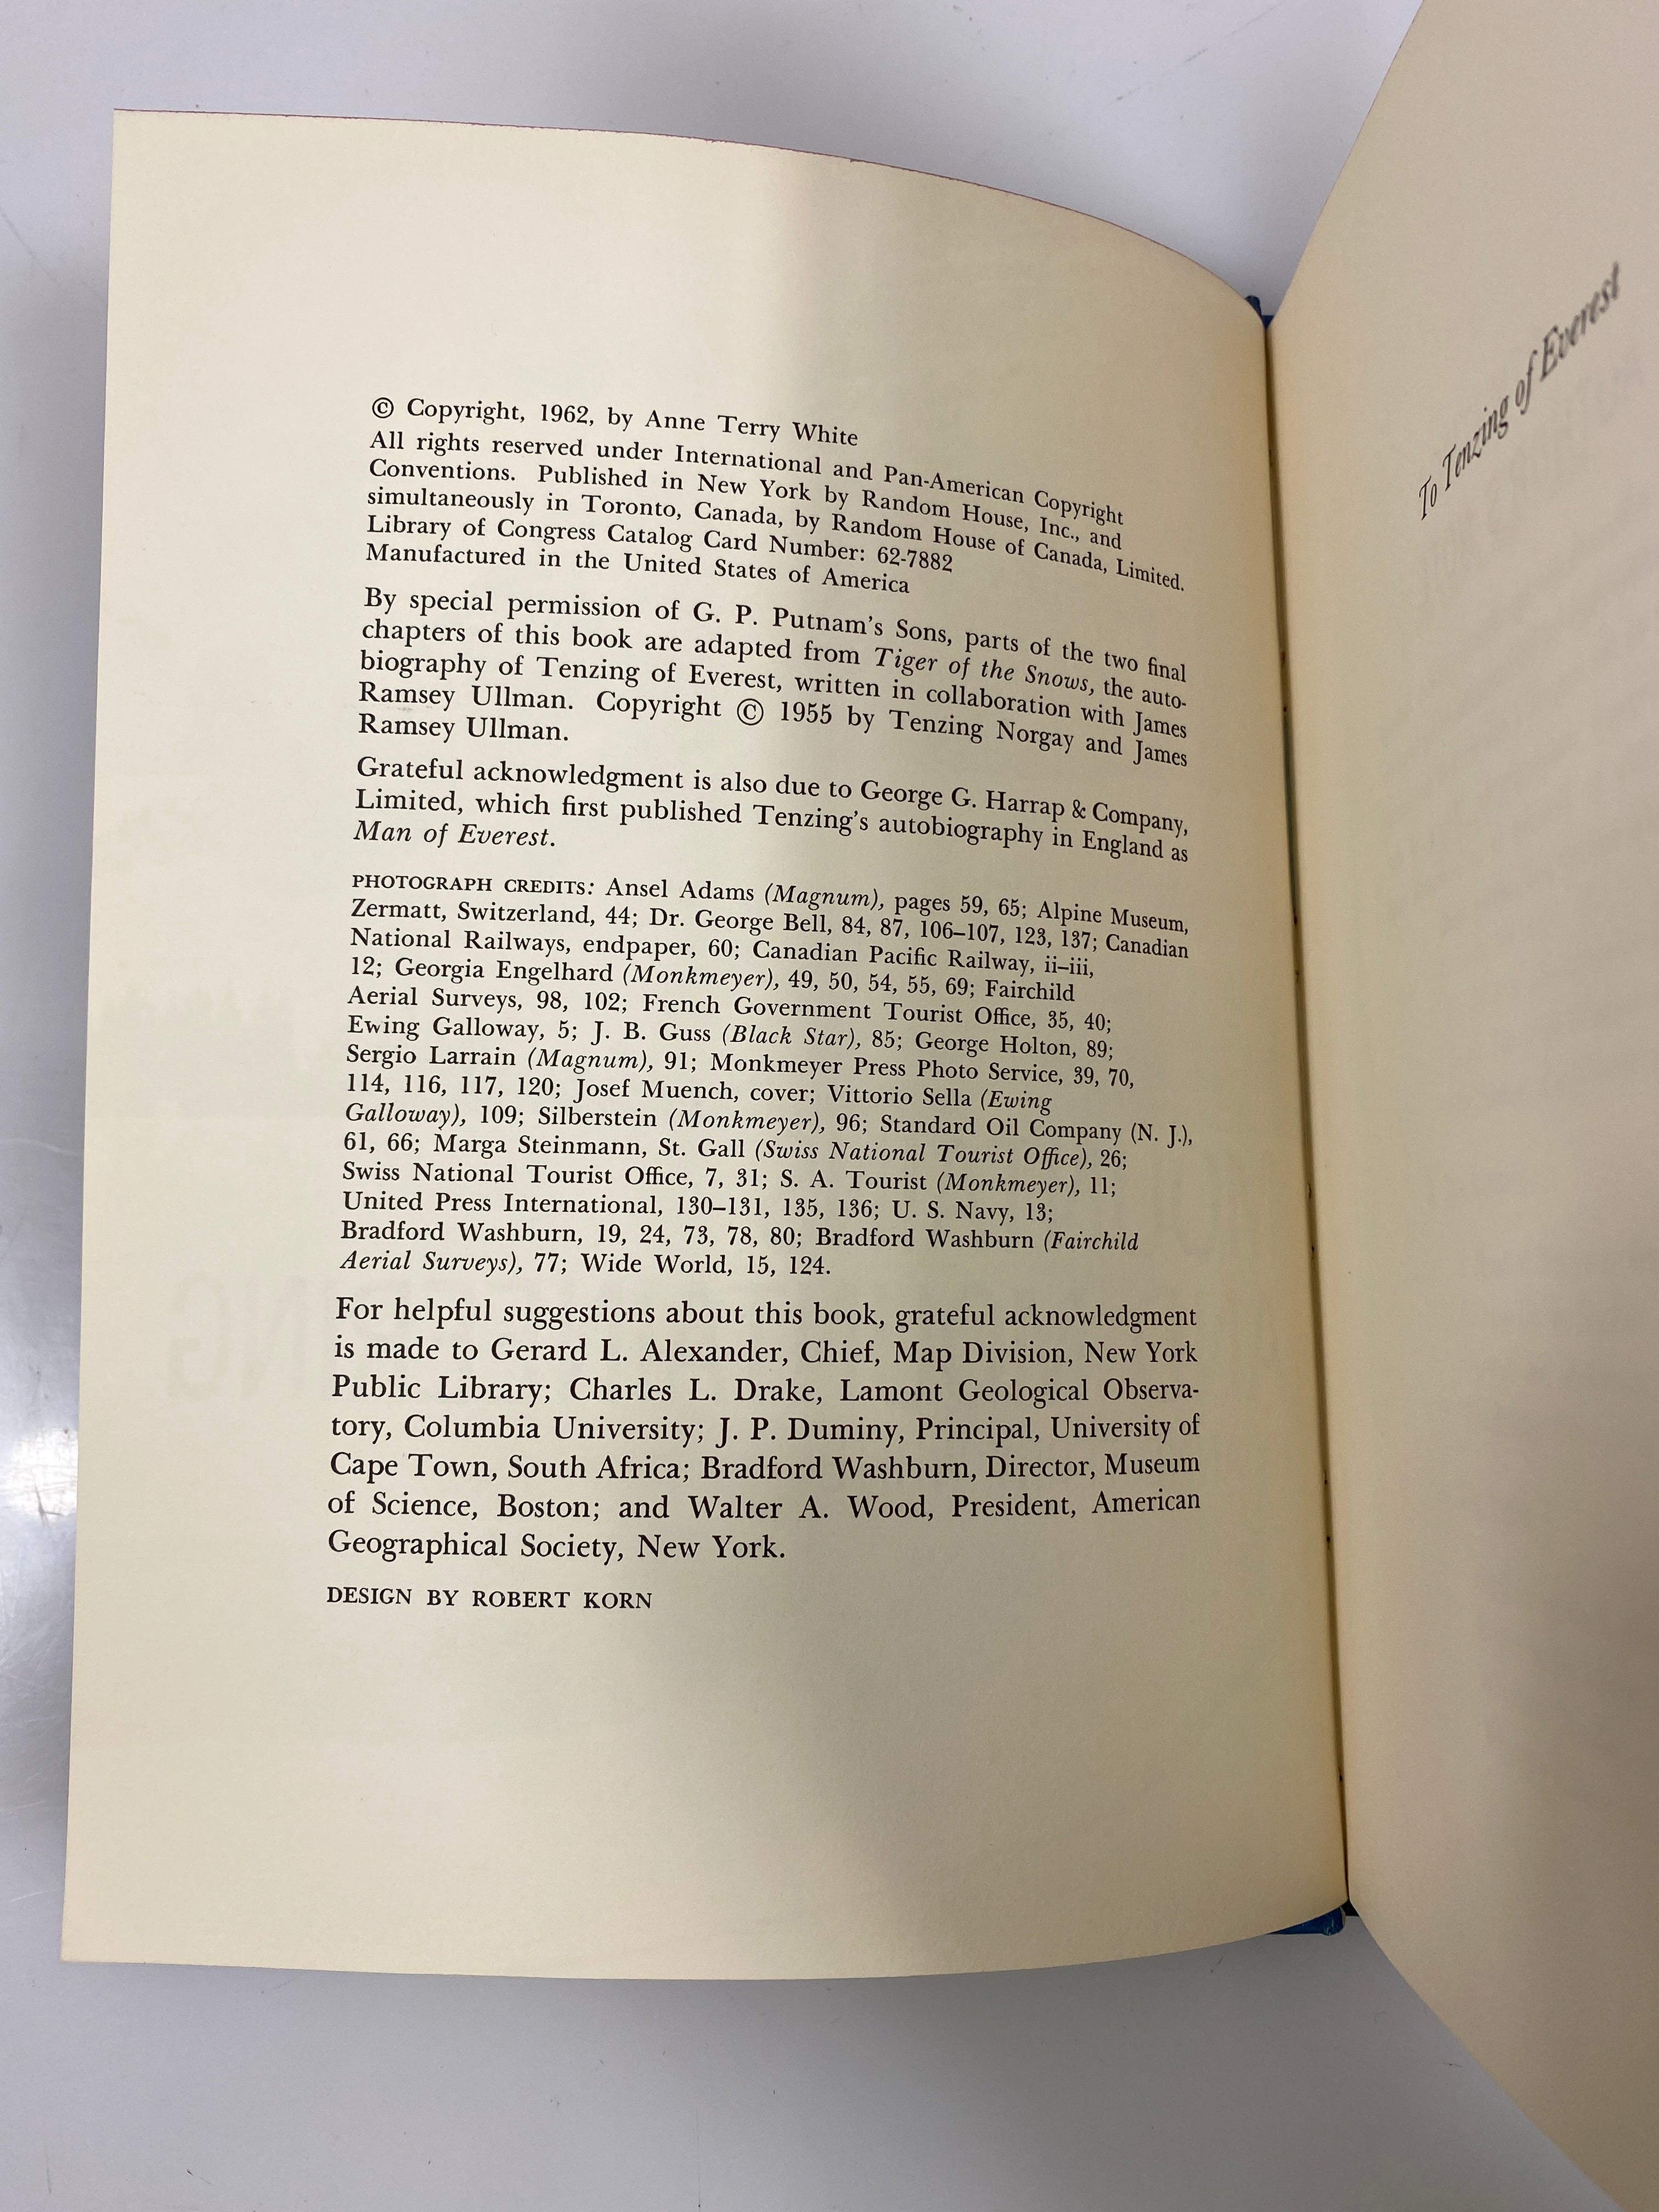 © Copyright, 1962, by Anne Terry White
All rights reserved under International and Pan-American Copyright
Conventions. Published in New York by Random House, Inc., and
simultaneously in Toronto, Canada, by Random House of Canada, Limited.
Library of Congress Catalog Card Number: 62-7882
Manufactured in the United States of America
By special permission of G. P. Putnam's Sons, parts of the two final
chapters of this book are adapted from Tiger of the Snows, the auto-
biography of Tenzing of Everest, written in collaboration with James
Ramsey Ullman. Copyright © 1955 by Tenzing Norgay and James
Ramsey Ullman.
Grateful acknowledgment is also due to George G. Harrap & Company,
Limited, which first published Tenzing's autobiography in England as
Man of Everest.
PHOTOGRAPH CREDITS: Ansel Adams (Magnum), pages 59, 65; Alpine Museum,
Zermatt, Switzerland, 44; Dr. George Bell, 84, 87, 106–107, 123, 137; Canadian
National Railways, endpaper, 60; Canadian Pacific Railway, ii–iii,
12; Georgia Engelhard (Monkmeyer), 49, 50, 54, 55, 69; Fairchild
Aerial Surveys, 98, 102; French Government Tourist Office, 35, 40;
Ewing Galloway, 5; J. B. Guss (Black Star), 85; George Holton, 89;
Sergio Larrain (Magnum), 91; Monkmeyer Press Photo Service, 39, 70,
114, 116, 117, 120; Josef Muench, cover; Vittorio Sella (Ewing
Galloway), 109; Silberstein (Monkmeyer), 96; Standard Oil Company (N. J.),
61, 66; Marga Steinmann, St. Gall (Swiss National Tourist Office), 26;
Swiss National Tourist Office, 7, 31; S. A. Tourist (Monkmeyer), 11;
United Press International, 130–131, 135, 136; U. S. Navy, 13;
Bradford Washburn, 19, 24, 73, 78, 80; Bradford Washburn (Fairchild
Aerial Surveys), 77; Wide World, 15, 124.
For helpful suggestions about this book, grateful acknowledgment
is made to Gerard L. Alexander, Chief, Map Division, New York
Public Library; Charles L. Drake, Lamont Geological Observa-
tory, Columbia University; J. P. Duminy, Principal, University of
Cape Town, South Africa; Bradford Washburn, Director, Museum
of Science, Boston; and Walter A. Wood, President, American
Geographical Society, New York.
DESIGN BY ROBERT KORN
To Tenzing of Everest